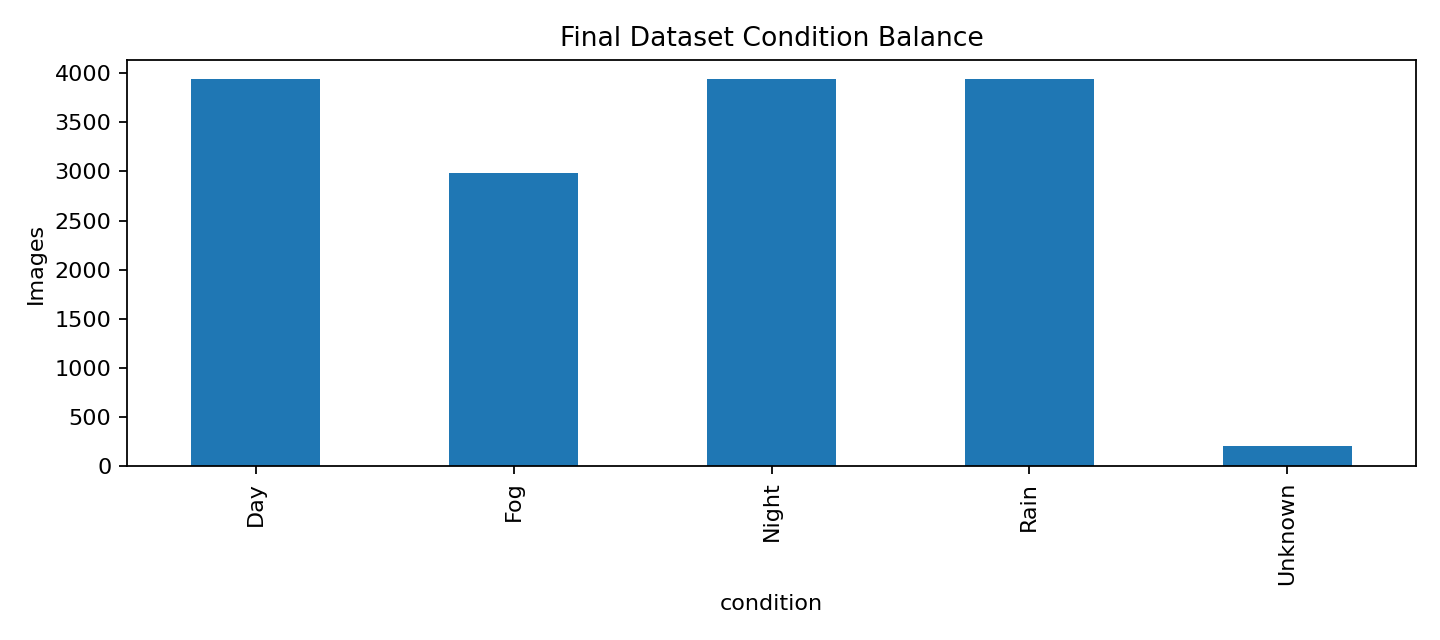 Final Dataset Condition Balance
Images
4000
3500
3000
2500
2000
1500
1000
500
0
Day
Fog
Night
Rain
Unknown
condition